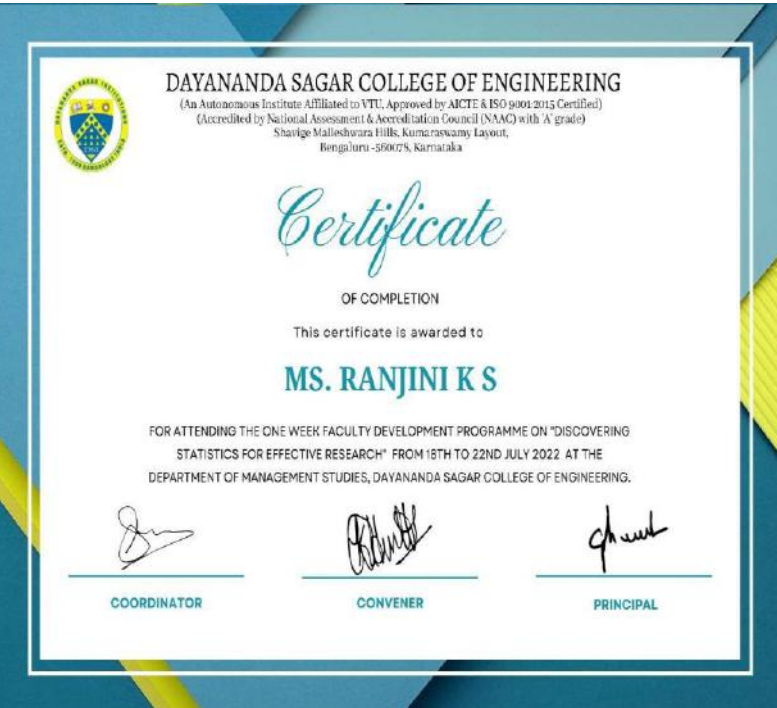 DAYANANDA SAGAR COLLEGE OF ENGINEERING
(An Autonomous Institute Affiliated to VTU, Approved by AICTE & ISO 9001:2015 Certified)
(Accredited by National Assessment & Accreditation Council (NAAC) with 'A' grade)
Shavige Malleshwara Hills, Kumaraswamy Layout,
Bengaluru -560078, Karnataka
Certificate
OF COMPLETION
This certificate is awarded to
MS. RANJINI K S
FOR ATTENDING THE ONE WEEK FACULTY DEVELOPMENT PROGRAMME ON "DISCOVERING
STATISTICS FOR EFFECTIVE RESEARCH" FROM 18TH TO 22ND JULY 2022 AT THE
DEPARTMENT OF MANAGEMENT STUDIES, DAYANANDA SAGAR COLLEGE OF ENGINEERING.
COORDINATOR
CONVENER
PRINCIPAL